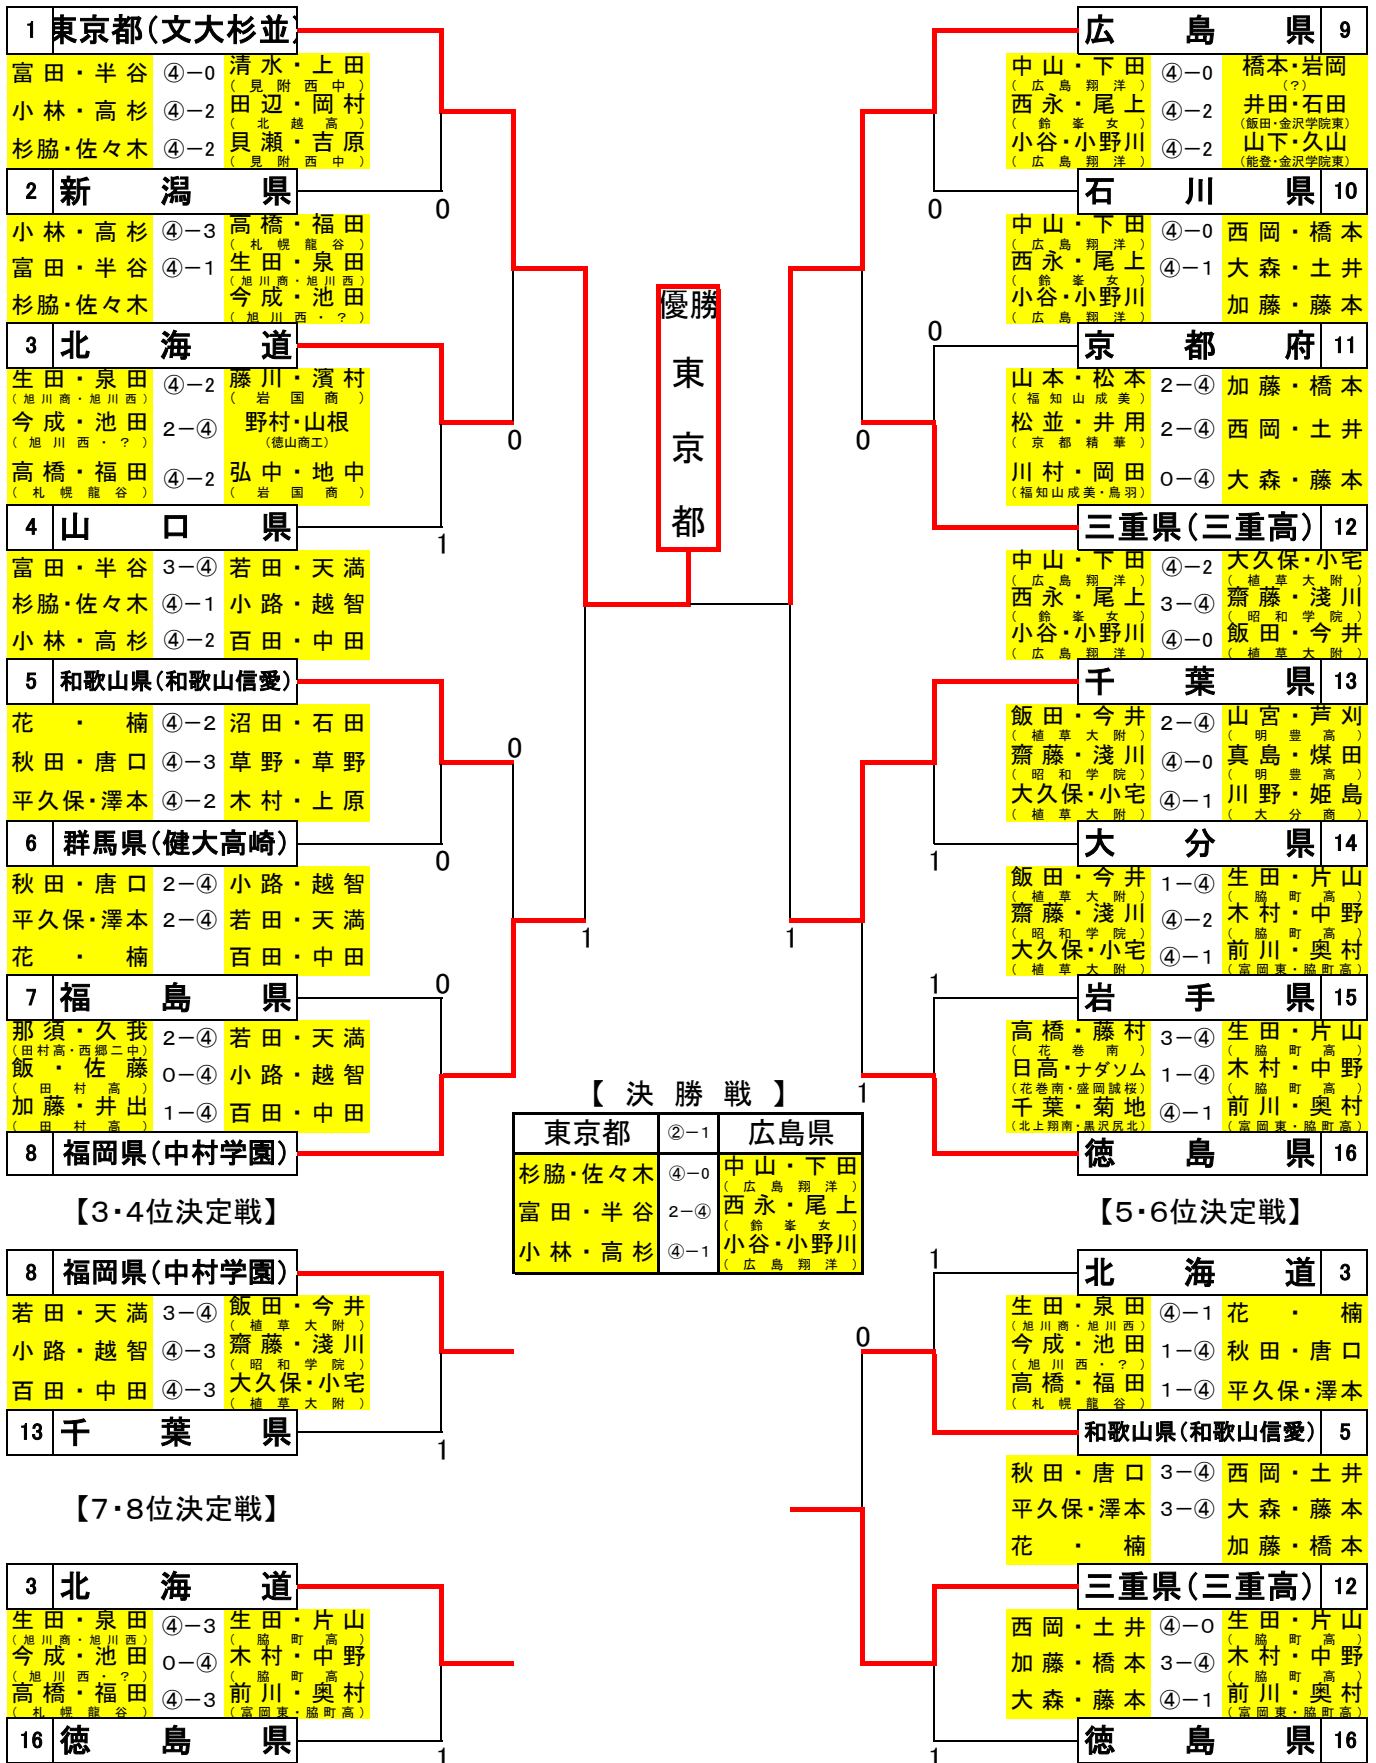 1 東京都(文大杉並)
富田・半谷 ④－0 清水・上田
(見附西中)
小林・高杉 ④－2 田辺・岡村
(北越高)
杉脇・佐々木 ④－2 貝瀬・吉原
(見附西中)
2 新潟県
0
小林・高杉 ④－3 高橋・福田
(札幌龍谷)
富田・半谷 ④－1 生田・泉田
(旭川商・旭川西)
杉脇・佐々木 今成・池田
(旭川西・?)
3 北海道
生田・泉田 ④－2 藤川・濱村
(旭川商・旭川西) (岩国商)
今成・池田 2－④ 野村・山根
(旭川西・?) (徳山商工)
0
高橋・福田 ④－2 弘中・地中
(札幌龍谷) (岩国商)
4 山口県
1
富田・半谷 3－④ 若田・天満
杉脇・佐々木 ④－1 小路・越智
小林・高杉 ④－2 百田・中田
5 和歌山県(和歌山信愛)
花・楠 ④－2 沼田・石田
0
秋田・唐口 ④－3 草野・草野
平久保・澤本 ④－2 木村・上原
6 群馬県(健大高崎)
0
秋田・唐口 2－④ 小路・越智
平久保・澤本 2－④ 若田・天満
花・楠 百田・中田
1
7 福島県
0
那須・久我 2－④ 若田・天満
(田村高・西郷二中)
飯・佐藤 0－④ 小路・越智
(田村高)
加藤・井出 1－④ 百田・中田
(田村高)
8 福岡県(中村学園)
優勝
東
京
都
広島県 9
中山・下田 ④－0 橋本・岩岡
(広島翔洋) (?)
西永・尾上 ④－2 井田・石田
(鈴峯女) (飯田・金沢学院東)
小谷・小野川 ④－2 山下・久山
(広島翔洋) (能登・金沢学院東)
石川県 10
0
中山・下田 ④－0 西岡・橋本
(広島翔洋)
西永・尾上 ④－1 大森・土井
(鈴峯女)
小谷・小野川 加藤・藤本
(広島翔洋)
0
京都府 11
山本・松本 2－④ 加藤・橋本
(福知山成美)
松並・井用 2－④ 西岡・土井
(京都精華)
0
川村・岡田 0－④ 大森・藤本
(福知山成美・鳥羽)
三重県(三重高) 12
中山・下田 ④－2 大久保・小宅
(広島翔洋) (植草大附)
西永・尾上 3－④ 齋藤・淺川
(鈴峯女) (昭和学院)
小谷・小野川 ④－0 飯田・今井
(広島翔洋) (植草大附)
千葉県 13
飯田・今井 2－④ 山宮・芦刈
(植草大附) (明豊高)
齋藤・淺川 ④－0 真島・煤田
(昭和学院) (明豊高)
大久保・小宅 ④－1 川野・姫島
(植草大附) (大分商)
大分県 14
1
飯田・今井 1－④ 生田・片山
(植草大附) (脇町高)
齋藤・淺川 ④－2 木村・中野
(昭和学院) (脇町高)
1
大久保・小宅 ④－1 前川・奥村
(植草大附) (富岡東・脇町高)
1
岩手県 15
高橋・藤村 3－④ 生田・片山
(花巻南) (脇町高)
日高・ナダソム 1－④ 木村・中野
(花巻南・盛岡誠桜) (脇町高)
1
千葉・菊地 ④－1 前川・奥村
(北上翔南・黒沢尻北) (富岡東・脇町高)
徳島県 16
【決勝戦】
東京都 ②－1 広島県
杉脇・佐々木 ④－0 中山・下田
(広島翔洋)
富田・半谷 2－④ 西永・尾上
(鈴峯女)
小林・高杉 ④－1 小谷・小野川
(広島翔洋)
【3・4位決定戦】
8 福岡県(中村学園)
若田・天満 3－④ 飯田・今井
(植草大附)
小路・越智 ④－3 齋藤・淺川
(昭和学院)
百田・中田 ④－3 大久保・小宅
(植草大附)
13 千葉県
1
【7・8位決定戦】
3 北海道
生田・泉田 ④－3 生田・片山
(旭川商・旭川西) (脇町高)
今成・池田 0－④ 木村・中野
(旭川西・?) (脇町高)
高橋・福田 ④－3 前川・奥村
(札幌龍谷) (富岡東・脇町高)
16 徳島県
1
【5・6位決定戦】
1
北海道 3
生田・泉田 ④－1 花・楠
(旭川商・旭川西)
0
今成・池田 1－④ 秋田・唐口
(旭川西・?)
高橋・福田 1－④ 平久保・澤本
(札幌龍谷)
和歌山県(和歌山信愛) 5
秋田・唐口 3－④ 西岡・土井
平久保・澤本 3－④ 大森・藤本
花・楠 加藤・橋本
三重県(三重高) 12
西岡・土井 ④－0 生田・片山
(脇町高)
加藤・橋本 3－④ 木村・中野
(脇町高)
大森・藤本 ④－1 前川・奥村
(富岡東・脇町高)
徳島県 16
1